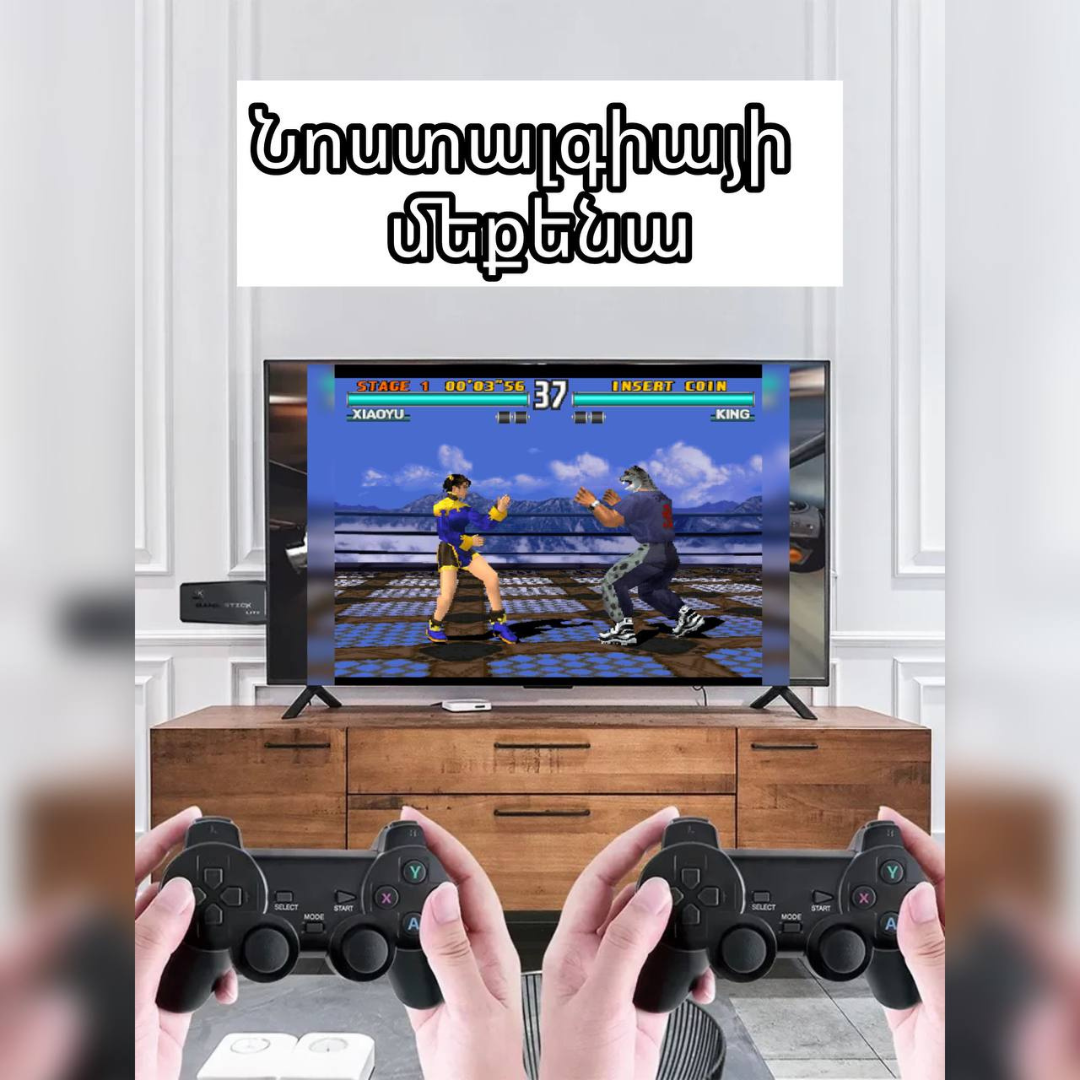 Նոստալգիայի
մեքենա
STAGE 1 00'03"56 37 INSERT COIN
XIAOYU KING
GAME STICK
LITE
Y Y
X X
A A
SELECT START SELECT START
MODE MODE